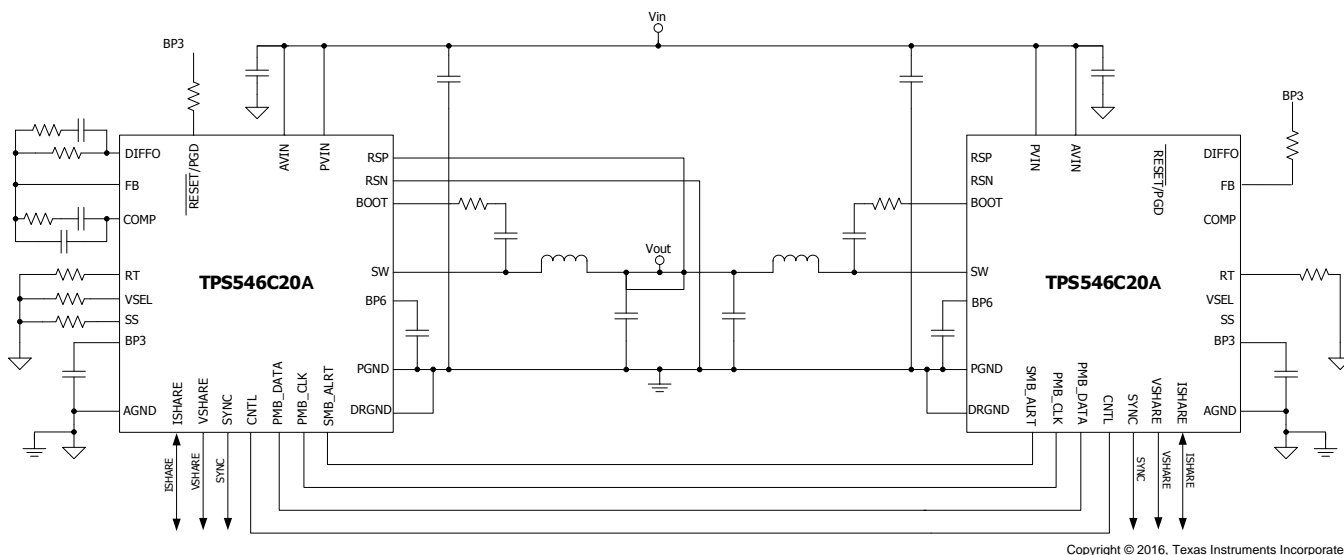 Vin
BP3
BP3
DIFFO
FB
COMP
RT
VSEL
SS
BP3
AGND
RESET/PGD
AVIN
PVIN
TPS546C20A
RSP
RSN
BOOT
SW
BP6
PGND
DRGND
ISHARE
VSHARE
SYNC
CNTL
PMB_DATA
PMB_CLK
SMB_ALRT
ISHARE
VSHARE
SYNC
Vout
RSP
RSN
BOOT
SW
BP6
PGND
DRGND
PVIN
AVIN
RESET/PGD
TPS546C20A
DIFFO
FB
COMP
RT
VSEL
SS
BP3
AGND
SMB_ALRT
PMB_CLK
PMB_DATA
CNTL
SYNC
VSHARE
ISHARE
SYNC
VSHARE
ISHARE
Copyright © 2016, Texas Instruments Incorporate